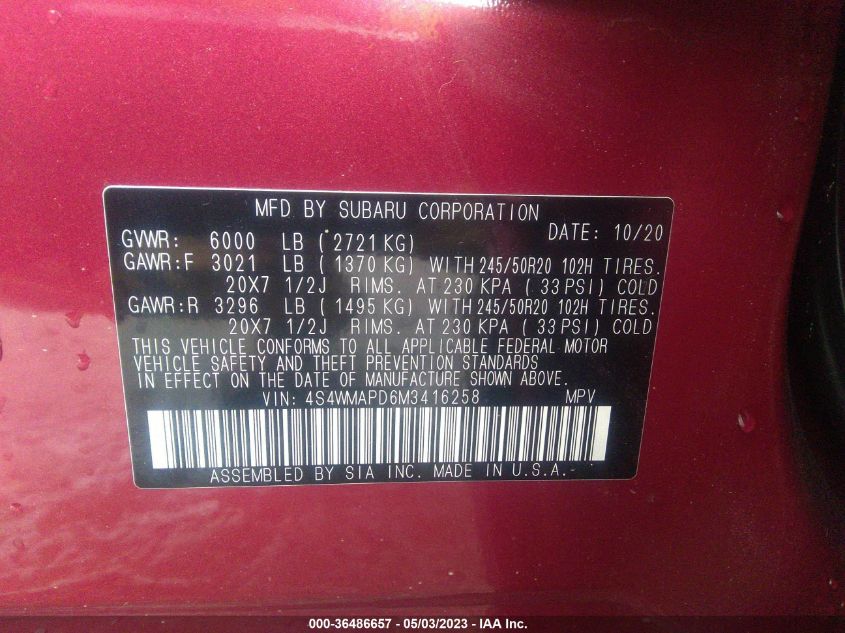 MFD BY SUBARU CORPORATION
DATE: 10/20
GVWR: 6000 LB (2721 KG)
GAWR:F 3021 LB (1370 KG) WITH 245/50R20 102H TIRES.
20X7 1/2J RIMS. AT 230 KPA (33 PSI) COLD
GAWR:R 3296 LB (1495 KG) WITH 245/50R20 102H TIRES.
20X7 1/2J RIMS. AT 230 KPA (33 PSI) COLD
THIS VEHICLE CONFORMS TO ALL APPLICABLE FEDERAL MOTOR
VEHICLE SAFETY AND THEFT PREVENTION STANDARDS
IN EFFECT ON THE DATE OF MANUFACTURE SHOWN ABOVE.
VIN: 4S4WMAPD6M3416258 MPV
ASSEMBLED BY SIA INC. MADE IN U.S.A.
000-36486657 - 05/03/2023 - IAA Inc.